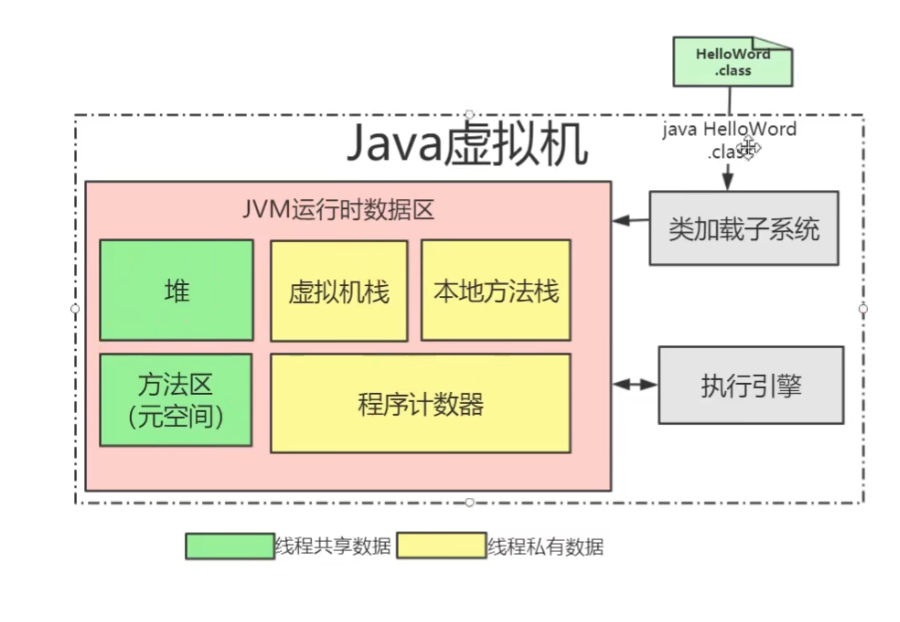 HelloWord
.class
java HelloWord
.class
Java虚拟机
JVM运行时数据区
类加载子系统
堆
虚拟机栈
本地方法栈
方法区
（元空间）
程序计数器
执行引擎
线程共享数据
线程私有数据